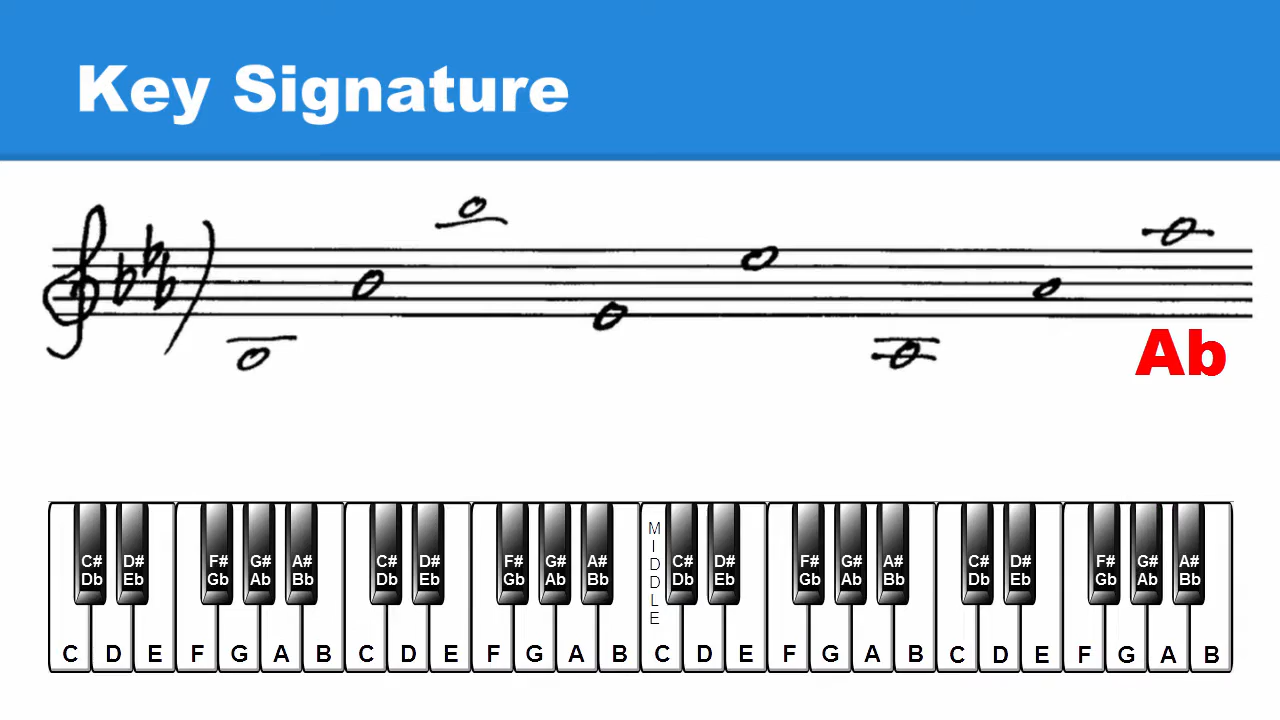 Key Signature
Ab
C# D# F# G# A# C# D# F# G# A# C# D# F# G# A# C# D# F# G# A#
Db Eb Gb Ab Bb Db Eb Gb Ab Bb Db Eb Gb Ab Bb Db Eb Gb Ab Bb
MIDDLE
C D E F G A B C D E F G A B C D E F G A B C D E F G A B